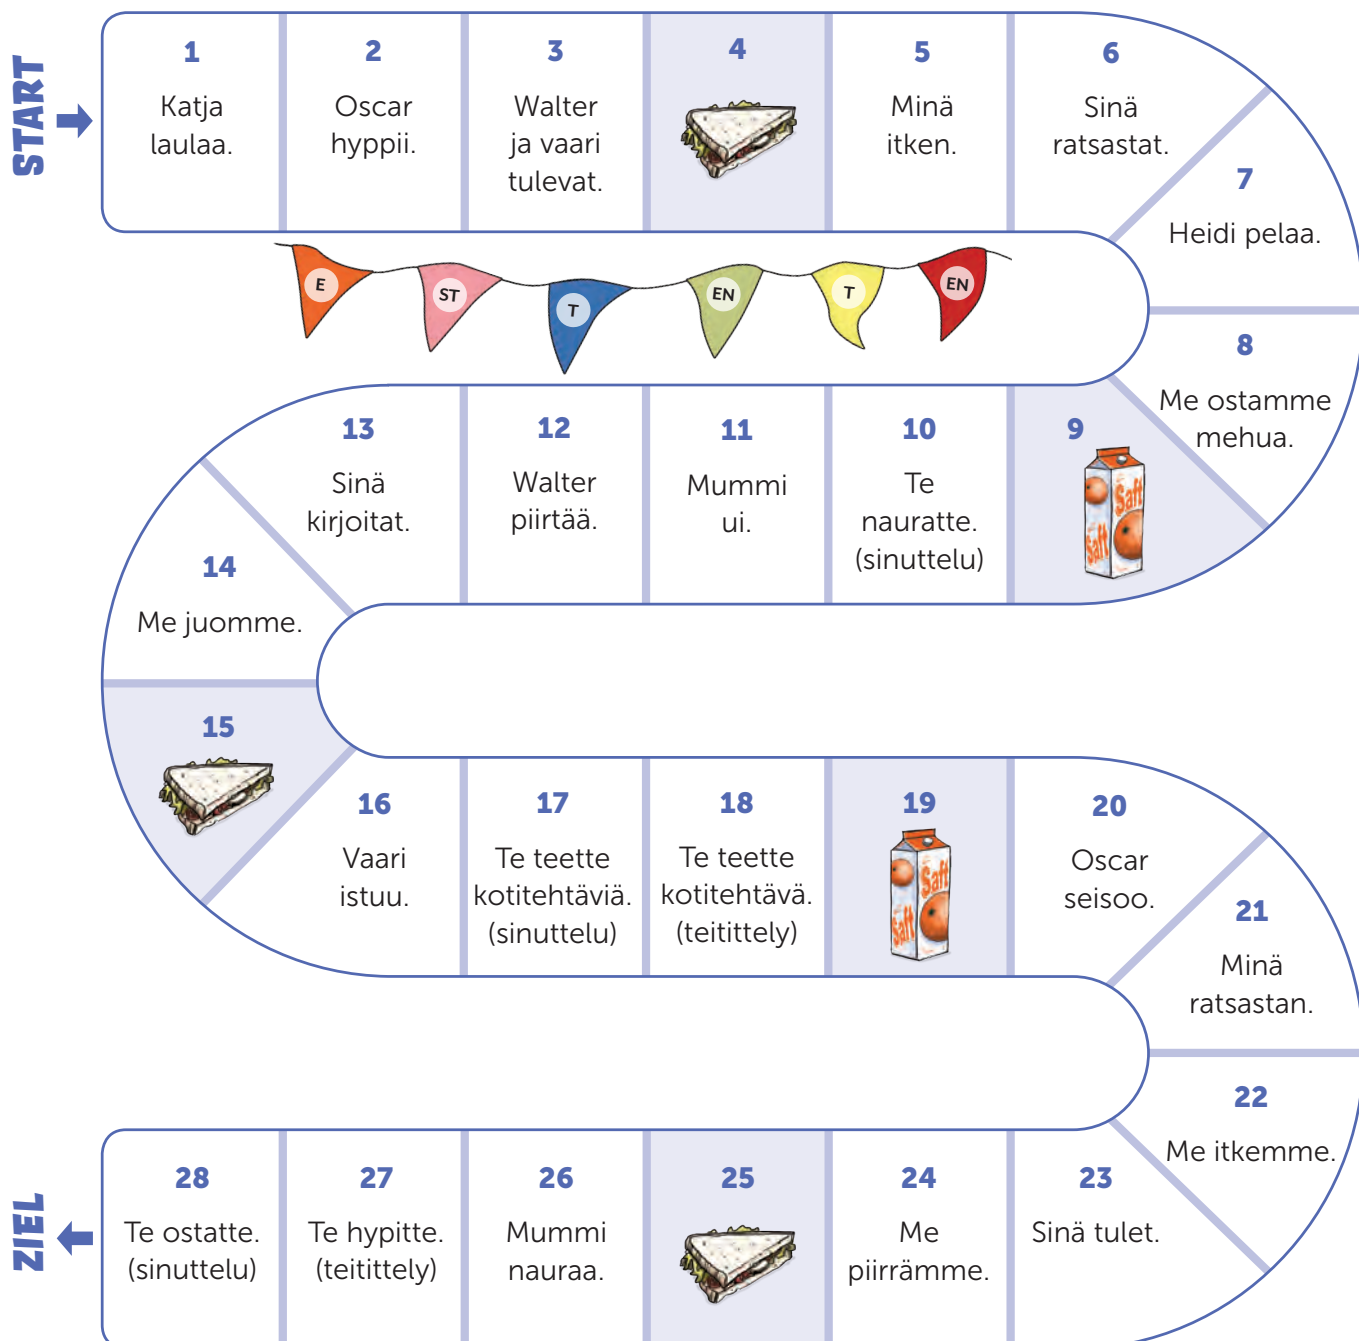 START
1
Katja
laulaa.
2
Oscar
hyppii.
3
Walter
ja vaari
tulevat.
4
5
Minä
itken.
6
Sinä
ratsastat.
7
Heidi pelaa.
E
ST
T
EN
T
EN
8
Me ostamme
mehua.
9
Saft
Saft
10
Te
nauratte.
(sinuttelu)
11
Mummi
ui.
12
Walter
piirtää.
13
Sinä
kirjoitat.
14
Me juomme.
15
16
Vaari
istuu.
17
Te teette
kotitehtäviä.
(sinuttelu)
18
Te teette
kotitehtävä.
(teitittely)
19
Saft
Saft
20
Oscar
seisoo.
21
Minä
ratsastan.
22
Me itkemme.
23
Sinä tulet.
24
Me
piirrämme.
25
26
Mummi
nauraa.
27
Te hypitte.
(teitittely)
28
Te ostatte.
(sinuttelu)
ZIEL